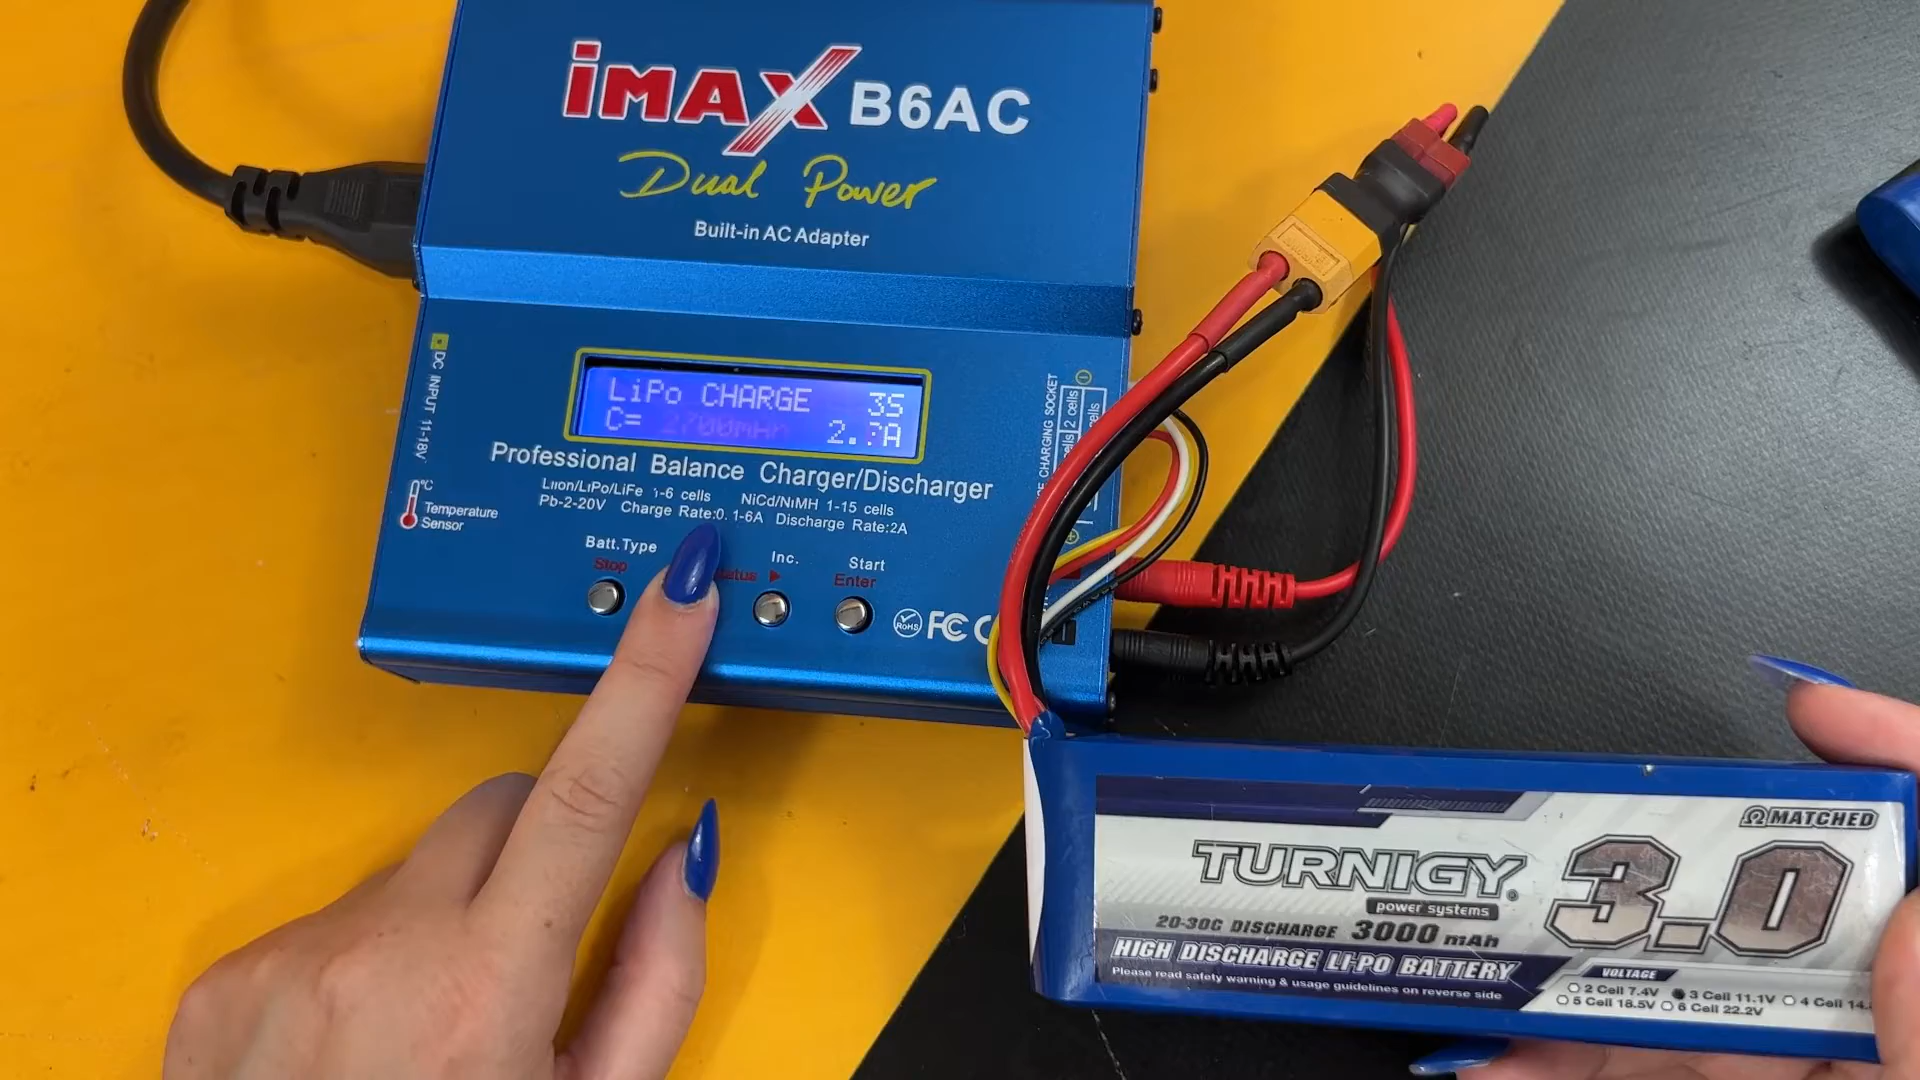 iMAX B6AC
Dual Power
Built-in AC Adapter
DC INPUT 11-18V
LiPo CHARGE 3S
C= 2700mAh 2.7A
Professional Balance Charger/Discharger
LiIon/LiPo/LiFe 1-6 cells NiCd/NiMH 1-15 cells
Pb-2-20V Charge Rate:0.1-6A Discharge Rate:2A
°C
Temperature
Sensor
Batt.Type
Stop
Inc.
Start
Enter
RoHS FC
CHARGING SOCKET
2 cells
cells
ΩMATCHED
TURNIGY
power systems
3.0
20-30C DISCHARGE 3000 mAh
HIGH DISCHARGE LI-PO BATTERY
Please read safety warning & usage guidelines on reverse side
VOLTAGE
2 Cell 7.4V 3 Cell 11.1V 4 Cell
5 Cell 18.5V 6 Cell 22.2V